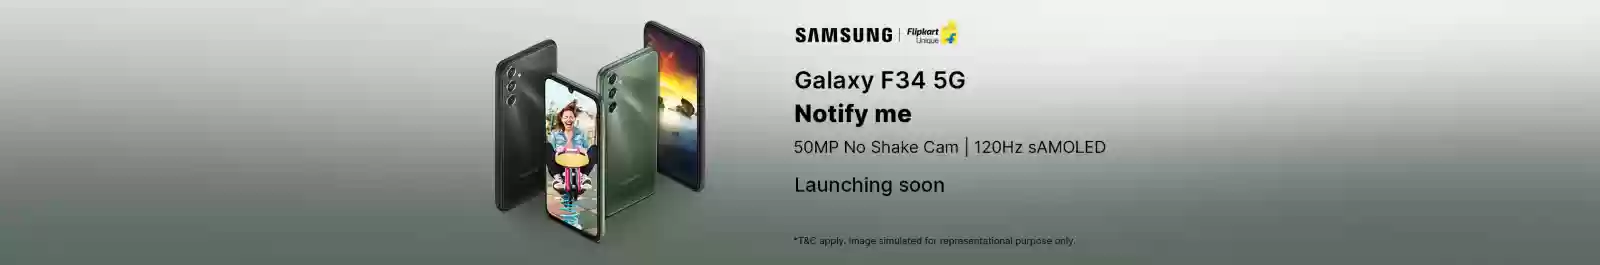 SAMSUNG | Flipkart Unique
Galaxy F34 5G
Notify me
50MP No Shake Cam | 120Hz sAMOLED
Launching soon
*T&C apply. Image simulated for representational purpose only.